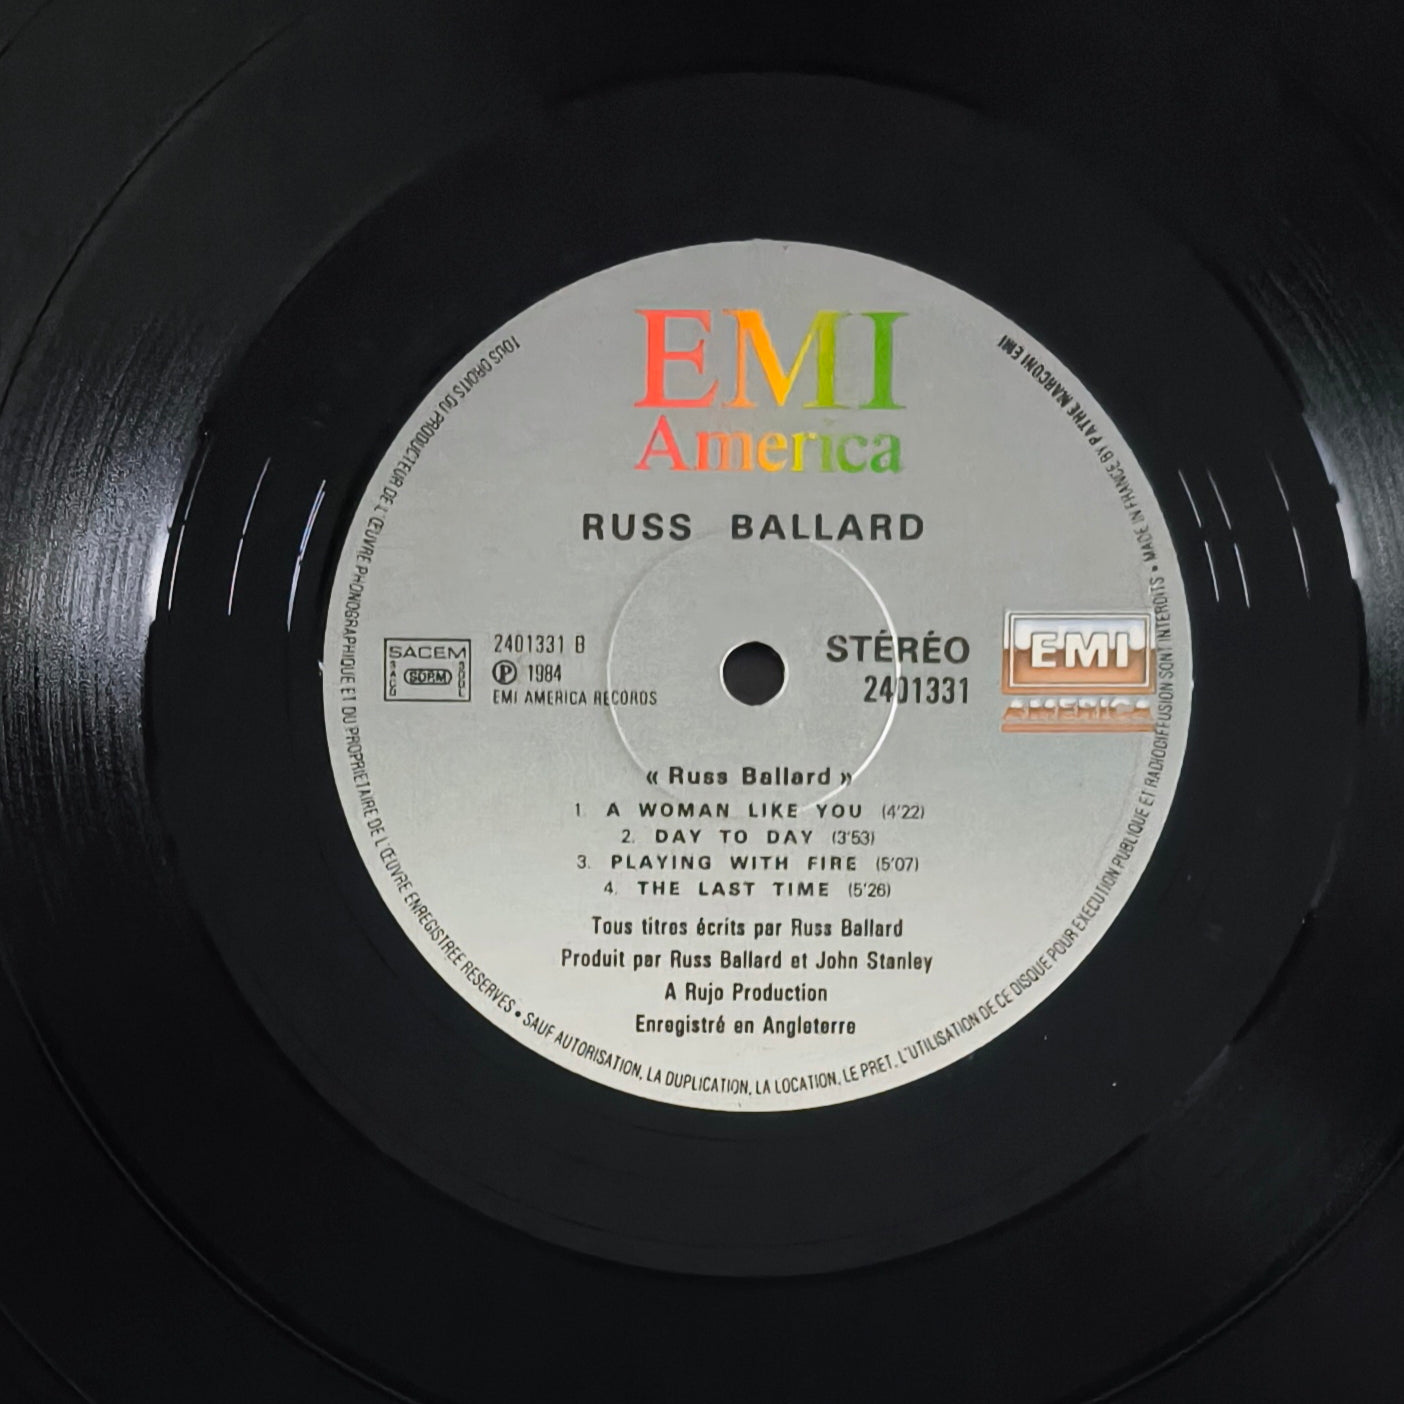 EMI
America
RUSS BALLARD
SACEM
SACD
SDRM
SGDL
2401331 B
Ⓟ 1984
EMI AMERICA RECORDS
STÉRÉO
2401331
EMI
AMERICA
« Russ Ballard »
1. A WOMAN LIKE YOU (4'22)
2. DAY TO DAY (3'53)
3. PLAYING WITH FIRE (5'07)
4. THE LAST TIME (5'26)
Tous titres écrits par Russ Ballard
Produit par Russ Ballard et John Stanley
A Rujo Production
Enregistré en Angleterre
TOUS DROITS DU PRODUCTEUR DE L'ŒUVRE PHONOGRAPHIQUE ET DU PROPRIETAIRE DE L'ŒUVRE ENREGISTREE RESERVES • SAUF AUTORISATION, LA DUPLICATION, LA LOCATION, LE PRET, L'UTILISATION DE CE DISQUE POUR EXECUTION PUBLIQUE ET RADIODIFFUSION SONT INTERDITS • MADE IN FRANCE BY PATHE MARCONI EMI